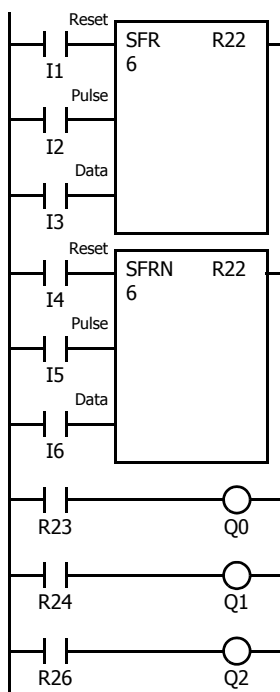 Reset
SFR R22
6
I1
Pulse
I2
Data
I3
Reset
SFRN R22
6
I4
Pulse
I5
Data
I6
R23 Q0
R24 Q1
R26 Q2